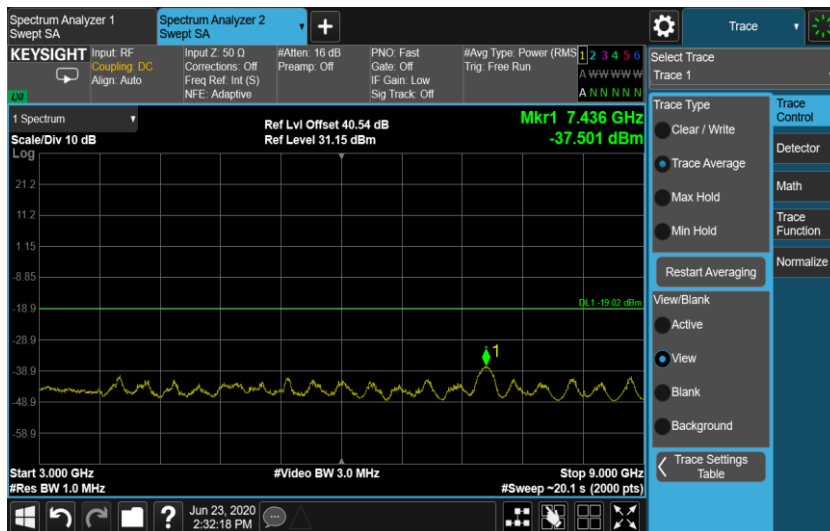 Spectrum Analyzer 1
Swept SA
Spectrum Analyzer 2
Swept SA
Trace
KEYSIGHT
Input: RF
Coupling: DC
Align: Auto
Input Z: 50 Ω
Corrections: Off
Freq Ref: Int (S)
NFE: Adaptive
#Atten: 16 dB
Preamp: Off
PNO: Fast
Gate: Off
IF Gain: Low
Sig Track: Off
#Avg Type: Power (RMS
Trig: Free Run
1 2 3 4 5 6
A W W W W W
A N N N N N
LXI
Select Trace
Trace 1
1 Spectrum
Scale/Div 10 dB
Ref Lvl Offset 40.54 dB
Ref Level 31.15 dBm
Mkr1 7.436 GHz
-37.501 dBm
Log
21.2
11.2
1.15
-8.85
-18.9
-28.9
-38.9
-48.9
-58.9
DL1 -19.02 dBm
1
Start 3.000 GHz
#Res BW 1.0 MHz
#Video BW 3.0 MHz
Stop 9.000 GHz
#Sweep ~20.1 s (2000 pts)
Trace Type
Clear / Write
Trace Average
Max Hold
Min Hold
Restart Averaging
View/Blank
Active
View
Blank
Background
Trace Settings
Table
Trace
Control
Detector
Math
Trace
Function
Normalize
?
Jun 23, 2020
2:32:18 PM